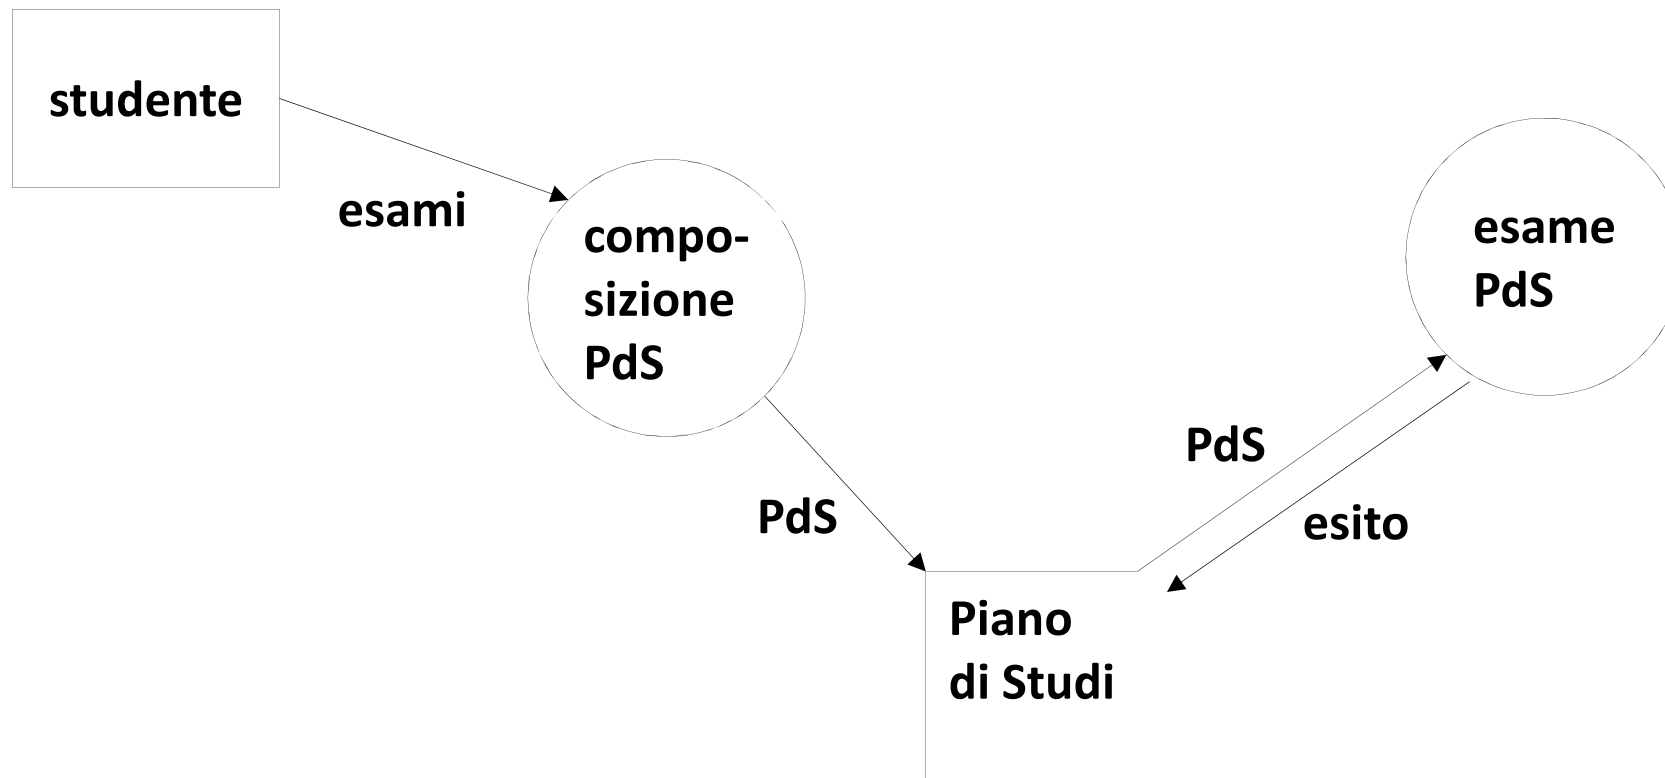 studente
esami
compo-
sizione
PdS
esame
PdS
PdS
PdS
esito
Piano
di Studi